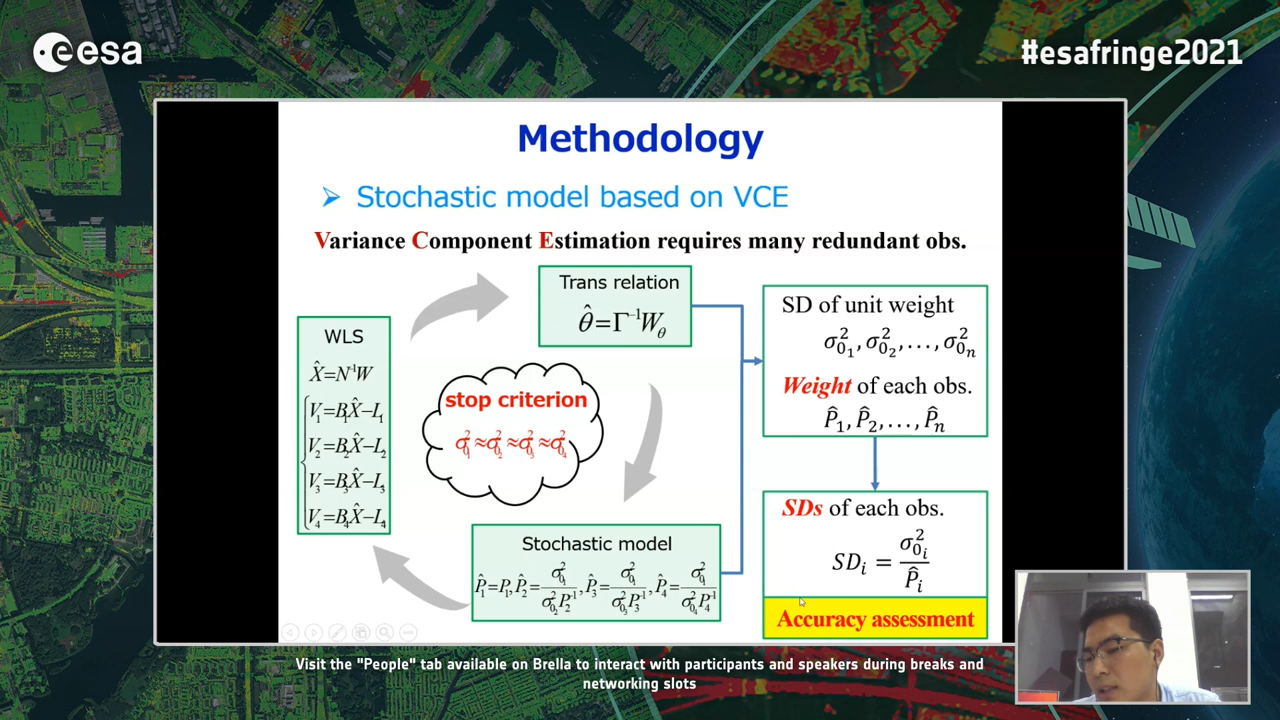 esa
#esafringe2021
Methodology
➢ Stochastic model based on VCE
Variance Component Estimation requires many redundant obs.
Trans relation
θ̂=Γ⁻¹W_θ
WLS
X̂=N⁻¹W
V₁=B₁X̂−L₁
V₂=B₂X̂−L₂
V₃=B₃X̂−L₃
V₄=B₄X̂−L₄
stop criterion
σ²₀₁≈σ²₀₂≈σ²₀₃≈σ²₀₄
Stochastic model
P̂₁=P₁, P̂₂=σ²₀₁/(σ²₀₂P₂⁻¹), P̂₃=σ²₀₁/(σ²₀₃P₃⁻¹), P̂₄=σ²₀₁/(σ²₀₄P₄⁻¹)
SD of unit weight
σ²₀₁, σ²₀₂, . . . , σ²₀ₙ
Weight of each obs.
P̂₁, P̂₂, . . . , P̂ₙ
SDs of each obs.
SDᵢ = σ²₀ᵢ/P̂ᵢ
Accuracy assessment
Visit the "People" tab available on Brella to interact with participants and speakers during breaks and
networking slots